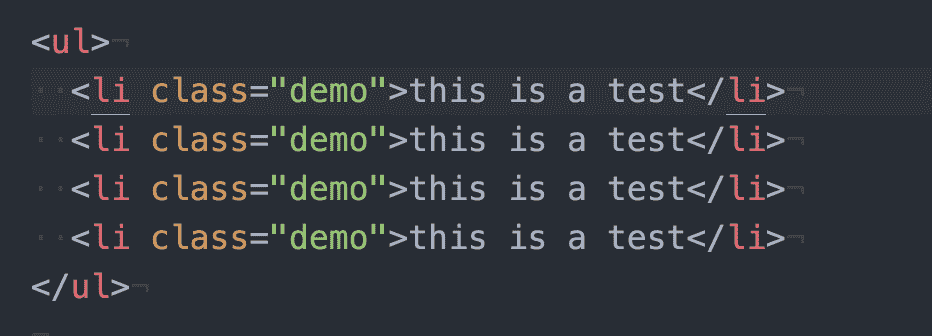 <ul>
  <li class="demo">this is a test</li>
  <li class="demo">this is a test</li>
  <li class="demo">this is a test</li>
  <li class="demo">this is a test</li>
</ul>